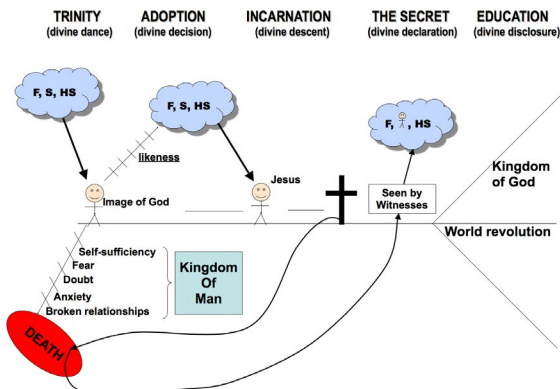 TRINITY
(divine dance)
ADOPTION
(divine decision)
INCARNATION
(divine descent)
THE SECRET
(divine declaration)
EDUCATION
(divine disclosure)
F, S, HS
F, S, HS
F, , HS
likeness
Jesus
Image of God
Seen by
Witnesses
Kingdom
of God
World revolution
Self-sufficiency
Fear
Doubt
Anxiety
Broken relationships
Kingdom
Of
Man
DEATH